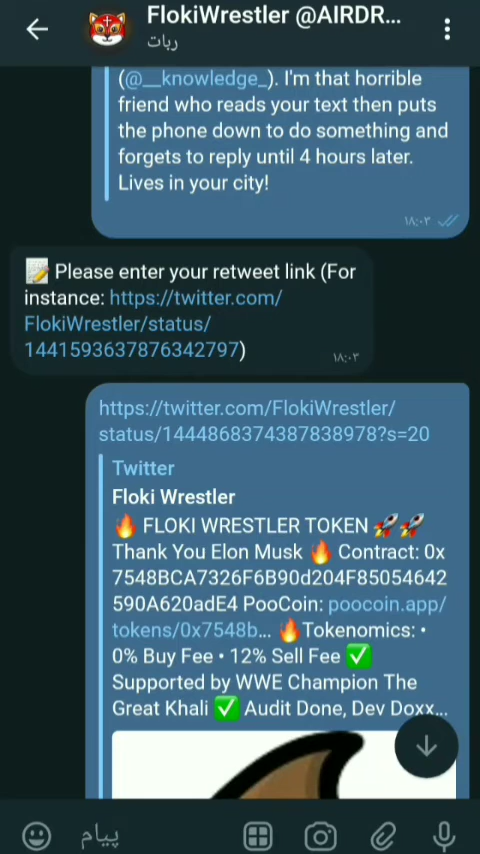 FlokiWrestler @AIRDR...
ربات
(@__knowledge_). I'm that horrible
friend who reads your text then puts
the phone down to do something and
forgets to reply until 4 hours later.
Lives in your city!
۱۸:۰۳
📝 Please enter your retweet link (For
instance: https://twitter.com/
FlokiWrestler/status/
1441593637876342797)
۱۸:۰۳
https://twitter.com/FlokiWrestler/
status/1444868374387838978?s=20
Twitter
Floki Wrestler
🔥 FLOKI WRESTLER TOKEN 🚀🚀
Thank You Elon Musk 🔥 Contract: 0x
7548BCA7326F6B90d204F85054642
590A620adE4 PooCoin: poocoin.app/
tokens/0x7548b... 🔥Tokenomics: •
0% Buy Fee • 12% Sell Fee ✅
Supported by WWE Champion The
Great Khali ✅ Audit Done, Dev Doxx...
پیام